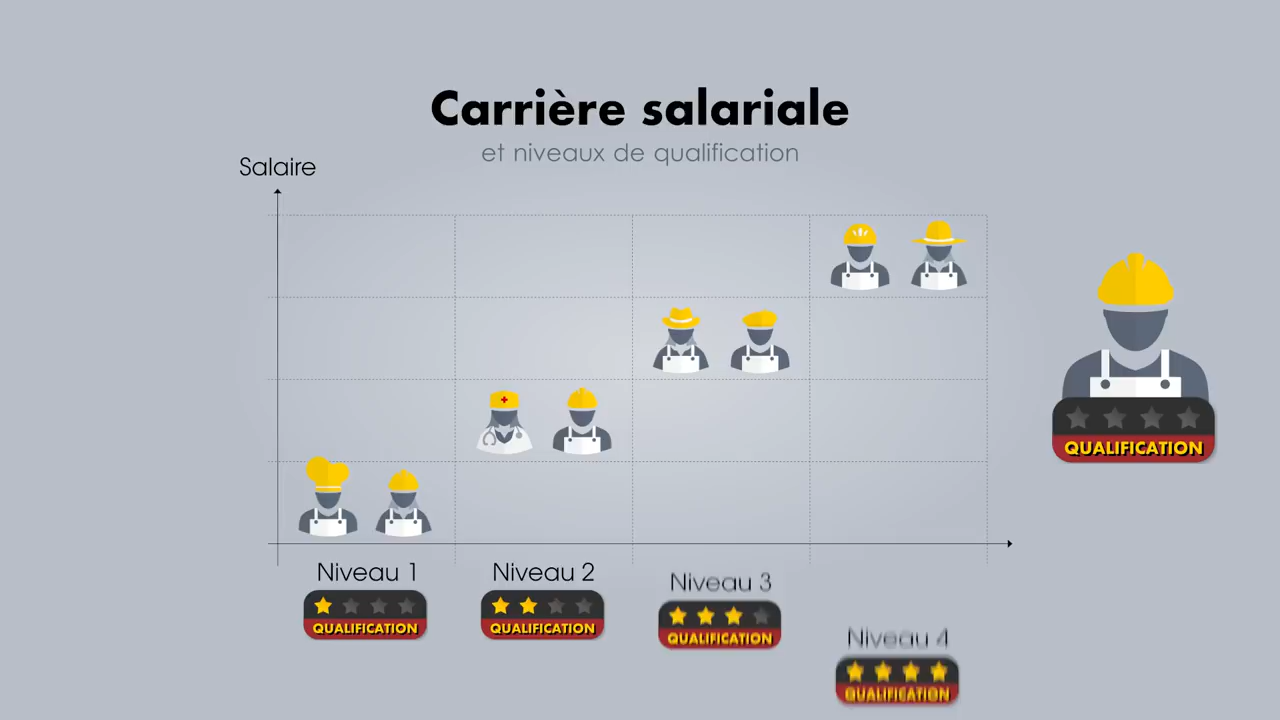 Carrière salariale
et niveaux de qualification
Salaire
QUALIFICATION
Niveau 1
QUALIFICATION
Niveau 2
QUALIFICATION
Niveau 3
QUALIFICATION
Niveau 4
QUALIFICATION